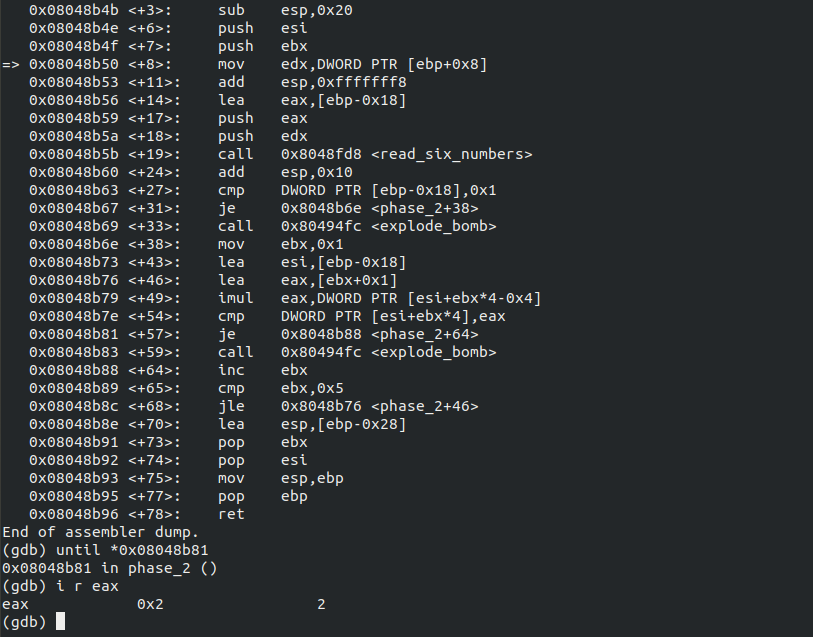 0x08048b4b <+3>:     sub    esp,0x20
   0x08048b4e <+6>:     push   esi
   0x08048b4f <+7>:     push   ebx
=> 0x08048b50 <+8>:     mov    edx,DWORD PTR [ebp+0x8]
   0x08048b53 <+11>:    add    esp,0xfffffff8
   0x08048b56 <+14>:    lea    eax,[ebp-0x18]
   0x08048b59 <+17>:    push   eax
   0x08048b5a <+18>:    push   edx
   0x08048b5b <+19>:    call   0x8048fd8 <read_six_numbers>
   0x08048b60 <+24>:    add    esp,0x10
   0x08048b63 <+27>:    cmp    DWORD PTR [ebp-0x18],0x1
   0x08048b67 <+31>:    je     0x8048b6e <phase_2+38>
   0x08048b69 <+33>:    call   0x80494fc <explode_bomb>
   0x08048b6e <+38>:    mov    ebx,0x1
   0x08048b73 <+43>:    lea    esi,[ebp-0x18]
   0x08048b76 <+46>:    lea    eax,[ebx+0x1]
   0x08048b79 <+49>:    imul   eax,DWORD PTR [esi+ebx*4-0x4]
   0x08048b7e <+54>:    cmp    DWORD PTR [esi+ebx*4],eax
   0x08048b81 <+57>:    je     0x8048b88 <phase_2+64>
   0x08048b83 <+59>:    call   0x80494fc <explode_bomb>
   0x08048b88 <+64>:    inc    ebx
   0x08048b89 <+65>:    cmp    ebx,0x5
   0x08048b8c <+68>:    jle    0x8048b76 <phase_2+46>
   0x08048b8e <+70>:    lea    esp,[ebp-0x28]
   0x08048b91 <+73>:    pop    ebx
   0x08048b92 <+74>:    pop    esi
   0x08048b93 <+75>:    mov    esp,ebp
   0x08048b95 <+77>:    pop    ebp
   0x08048b96 <+78>:    ret
End of assembler dump.
(gdb) until *0x08048b81
0x08048b81 in phase_2 ()
(gdb) i r eax
eax            0x2                 2
(gdb)